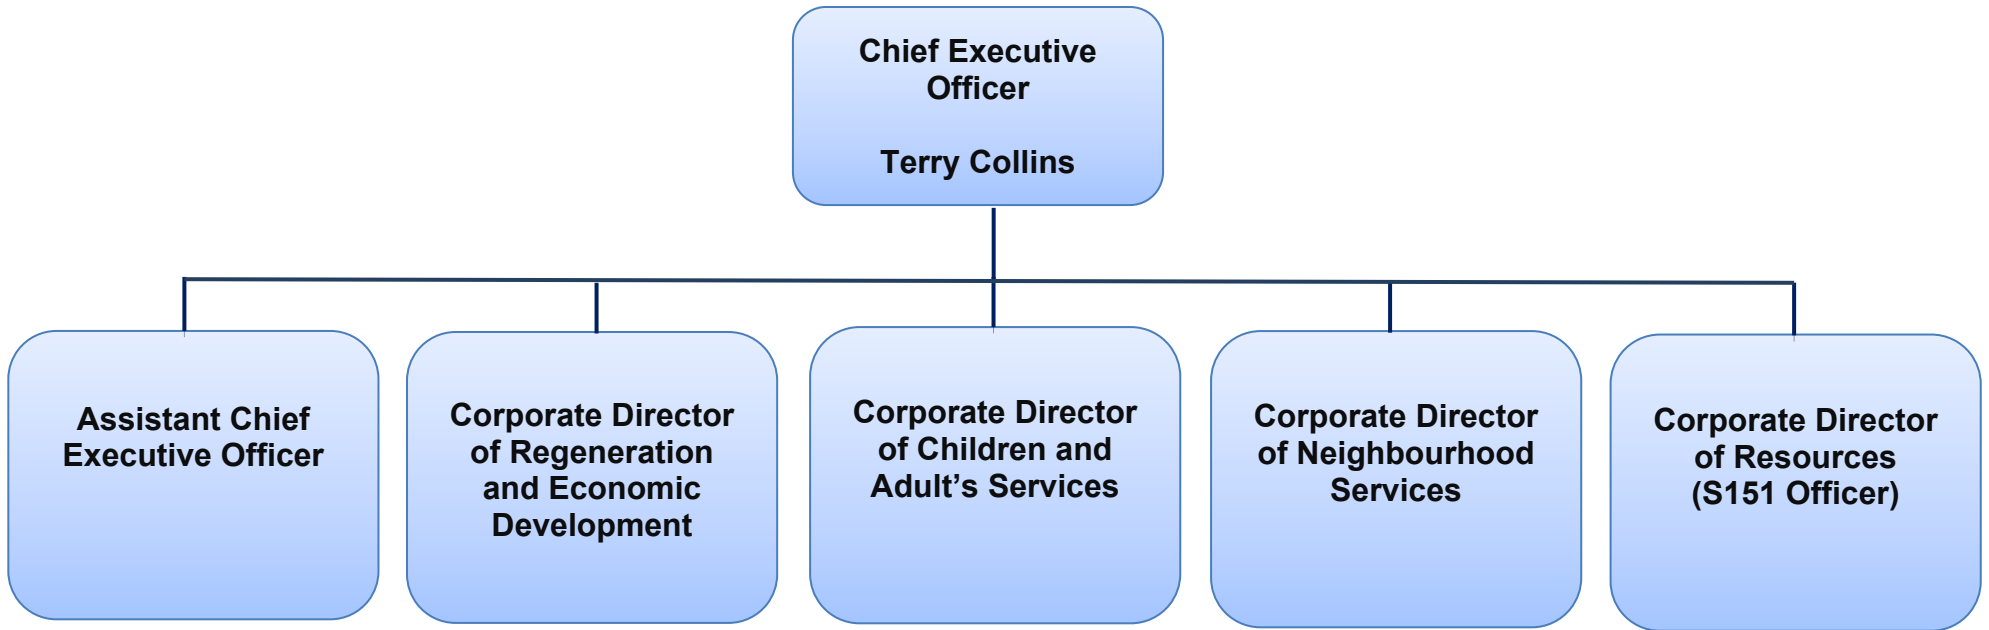 Chief Executive
Officer
Terry Collins
Assistant Chief
Executive Officer
Corporate Director
of Regeneration
and Economic
Development
Corporate Director
of Children and
Adult’s Services
Corporate Director
of Neighbourhood
Services
Corporate Director
of Resources
(S151 Officer)